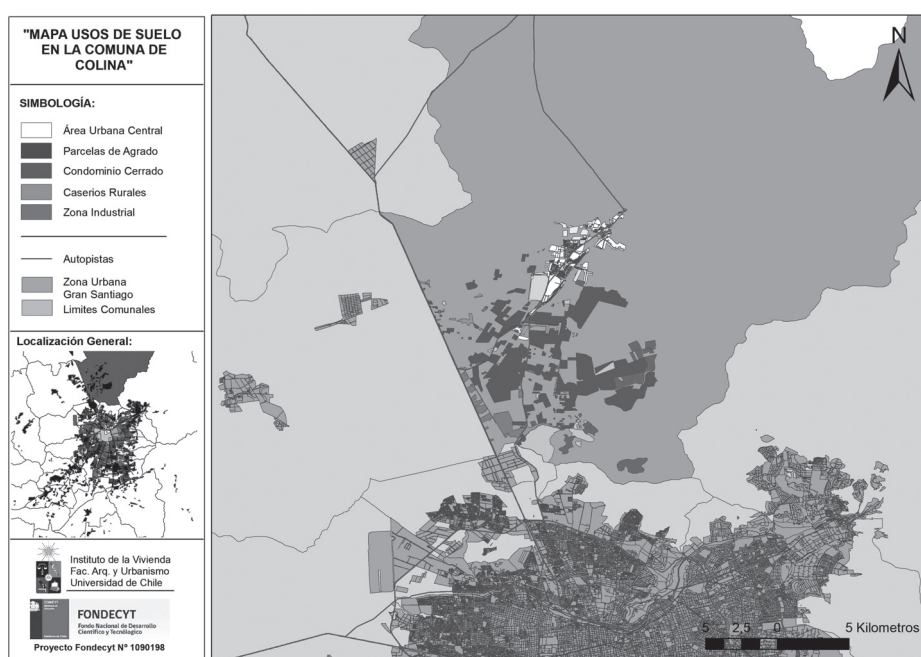 "MAPA USOS DE SUELO
EN LA COMUNA DE
COLINA"
SIMBOLOGÍA:
Área Urbana Central
Parcelas de Agrado
Condominio Cerrado
Caserios Rurales
Zona Industrial
Autopistas
Zona Urbana
Gran Santiago
Limites Comunales
Localización General:
Instituto de la Vivienda
Fac. Arq. y Urbanismo
Universidad de Chile
FONDECYT
Fondo Nacional de Desarrollo
Científico y Tecnológico
Proyecto Fondecyt Nº 1090198
N
5 2,5 0 5 Kilometros